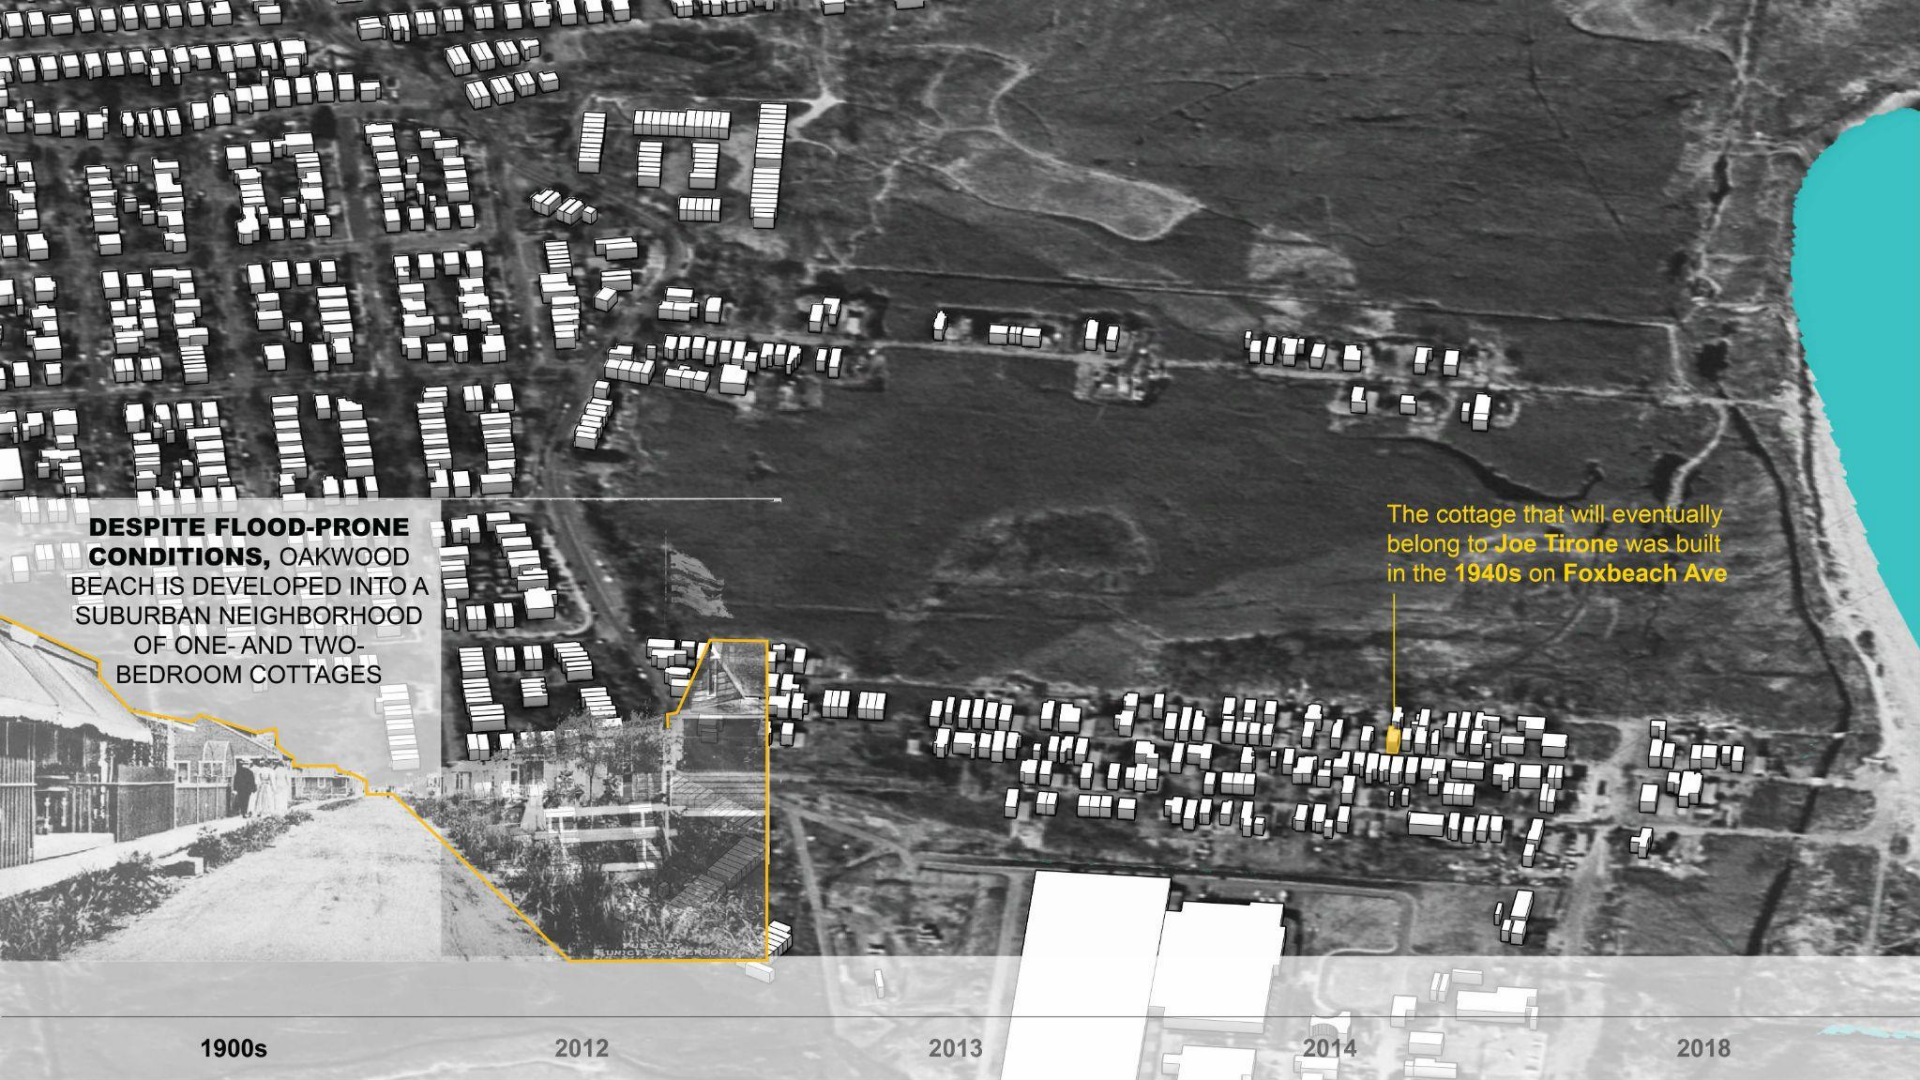 DESPITE FLOOD-PRONE
CONDITIONS, OAKWOOD
BEACH IS DEVELOPED INTO A
SUBURBAN NEIGHBORHOOD
OF ONE- AND TWO-
BEDROOM COTTAGES
The cottage that will eventually
belong to Joe Tirone was built
in the 1940s on Foxbeach Ave
1900s
2012
2013
2014
2018